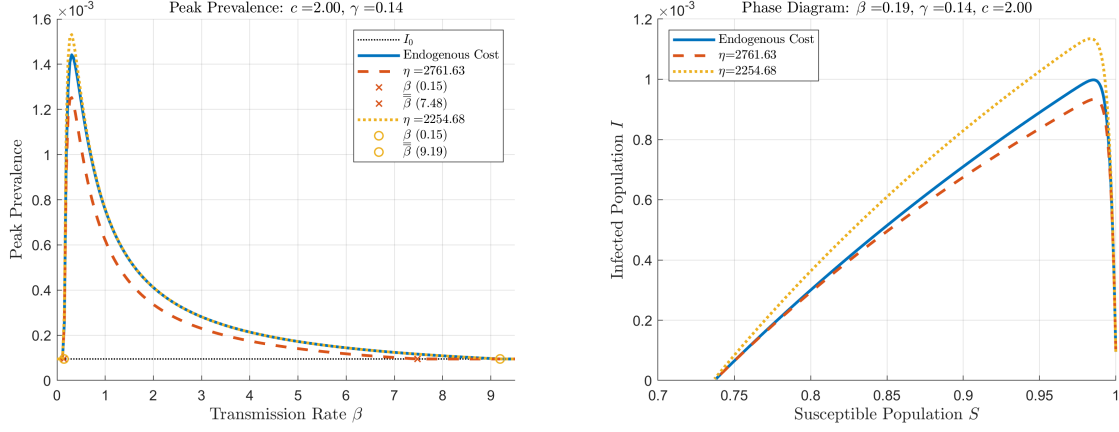 Peak Prevalence: c =2.00, γ =0.14
×10⁻³
1.6
1.4
1.2
1
0.8
0.6
0.4
0.2
0
Peak Prevalence
0 1 2 3 4 5 6 7 8 9
Transmission Rate β
I₀
Endogenous Cost
η =2761.63
β (0.15)
β̿ (7.48)
η =2254.68
β (0.15)
β̿ (9.19)
Phase Diagram: β =0.19, γ =0.14, c =2.00
×10⁻³
1.2
1
0.8
0.6
0.4
0.2
0
Infected Population I
0.7 0.75 0.8 0.85 0.9 0.95 1
Susceptible Population S
Endogenous Cost
η =2761.63
η =2254.68